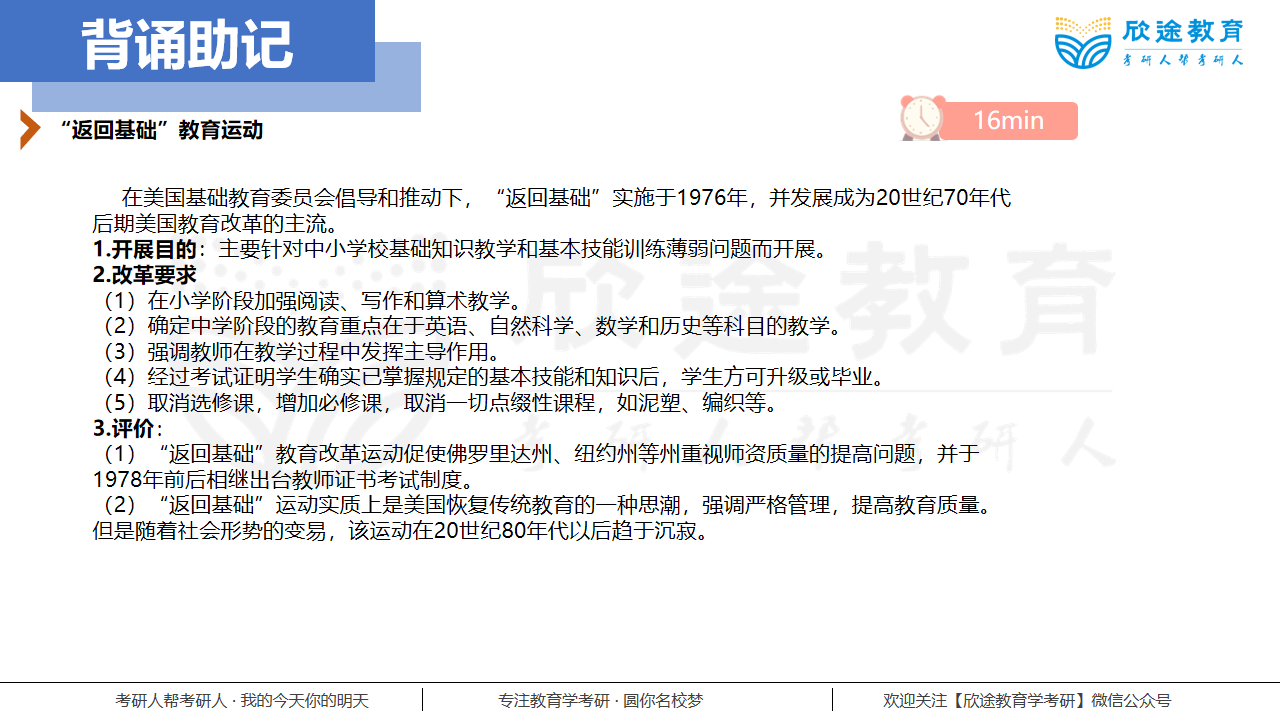 背诵助记
欣途教育
考研人帮考研人
“返回基础”教育运动
16min
在美国基础教育委员会倡导和推动下，“返回基础”实施于1976年，并发展成为20世纪70年代
后期美国教育改革的主流。
1.开展目的：主要针对中小学校基础知识教学和基本技能训练薄弱问题而开展。
2.改革要求
（1）在小学阶段加强阅读、写作和算术教学。
（2）确定中学阶段的教育重点在于英语、自然科学、数学和历史等科目的教学。
（3）强调教师在教学过程中发挥主导作用。
（4）经过考试证明学生确实已掌握规定的基本技能和知识后，学生方可升级或毕业。
（5）取消选修课，增加必修课，取消一切点缀性课程，如泥塑、编织等。
3.评价：
（1）“返回基础”教育改革运动促使佛罗里达州、纽约州等州重视师资质量的提高问题，并于
1978年前后相继出台教师证书考试制度。
（2）“返回基础”运动实质上是美国恢复传统教育的一种思潮，强调严格管理，提高教育质量。
但是随着社会形势的变易，该运动在20世纪80年代以后趋于沉寂。
欣途教育
考研人帮考研人
考研人帮考研人 · 我的今天你的明天
专注教育学考研 · 圆你名校梦
欢迎关注【欣途教育学考研】微信公众号